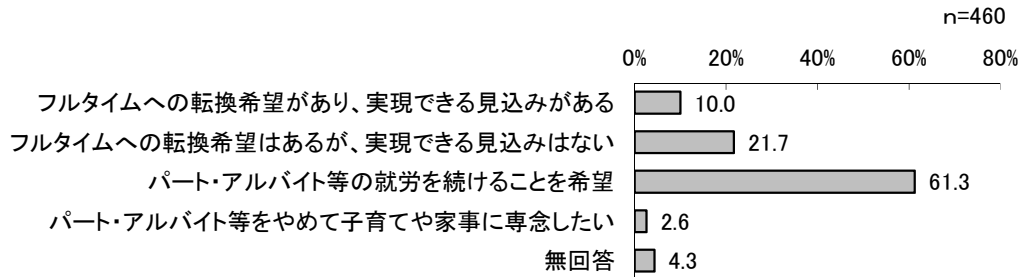 n=460
0% 20% 40% 60% 80%
フルタイムへの転換希望があり、実現できる見込みがある 10.0
フルタイムへの転換希望はあるが、実現できる見込みはない 21.7
パート・アルバイト等の就労を続けることを希望 61.3
パート・アルバイト等をやめて子育てや家事に専念したい 2.6
無回答 4.3